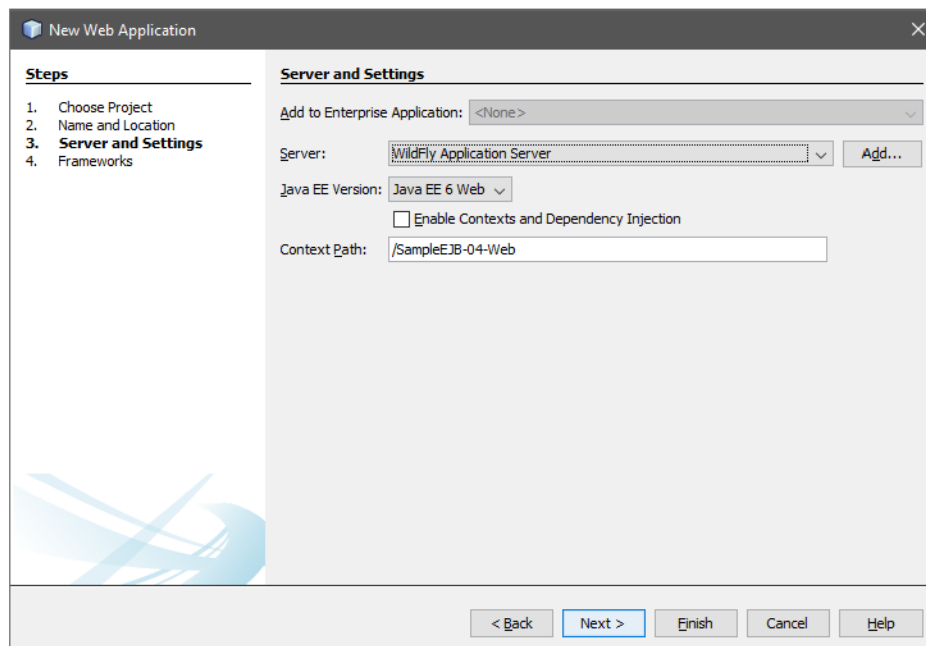 New Web Application
Steps
1. Choose Project
2. Name and Location
3. Server and Settings
4. Frameworks
Server and Settings
Add to Enterprise Application: <None>
Server: WildFly Application Server Add...
Java EE Version: Java EE 6 Web
Enable Contexts and Dependency Injection
Context Path: /SampleEJB-04-Web
< Back Next > Finish Cancel Help